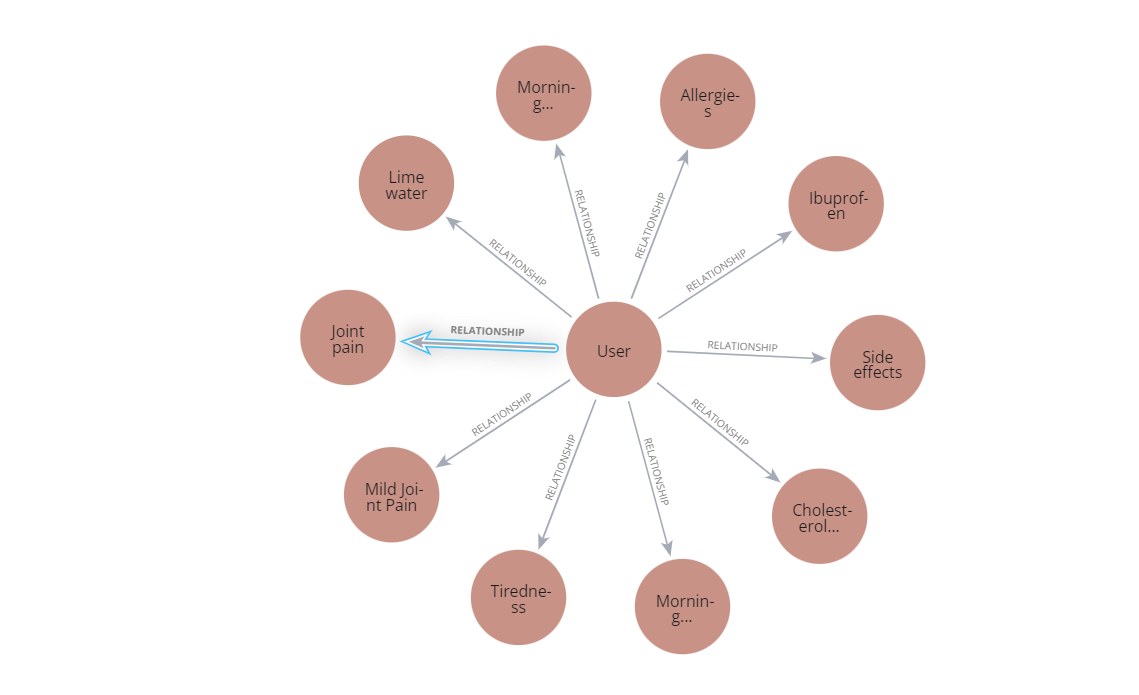 Mornin-
g...
Allergie-
s
Lime
water
Ibuprof-
en
RELATIONSHIP
RELATIONSHIP
RELATIONSHIP
RELATIONSHIP
Joint
pain
RELATIONSHIP
User
RELATIONSHIP
Side
effects
RELATIONSHIP
RELATIONSHIP
RELATIONSHIP
RELATIONSHIP
Mild Joi-
nt Pain
Cholest-
erol...
Tiredne-
ss
Mornin-
g...